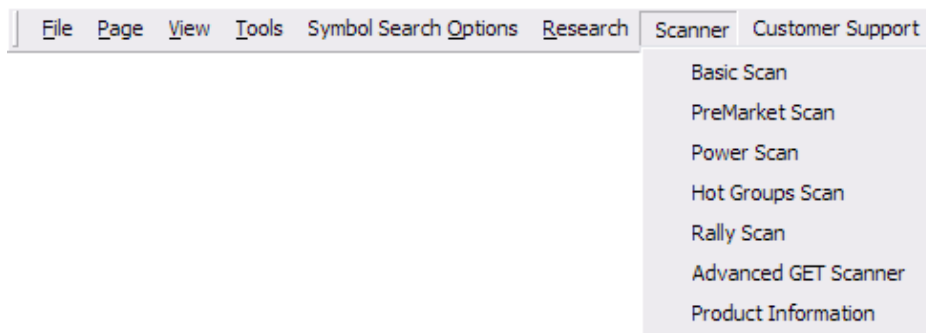 File Page View Tools Symbol Search Options Research Scanner Customer Support
Basic Scan
PreMarket Scan
Power Scan
Hot Groups Scan
Rally Scan
Advanced GET Scanner
Product Information